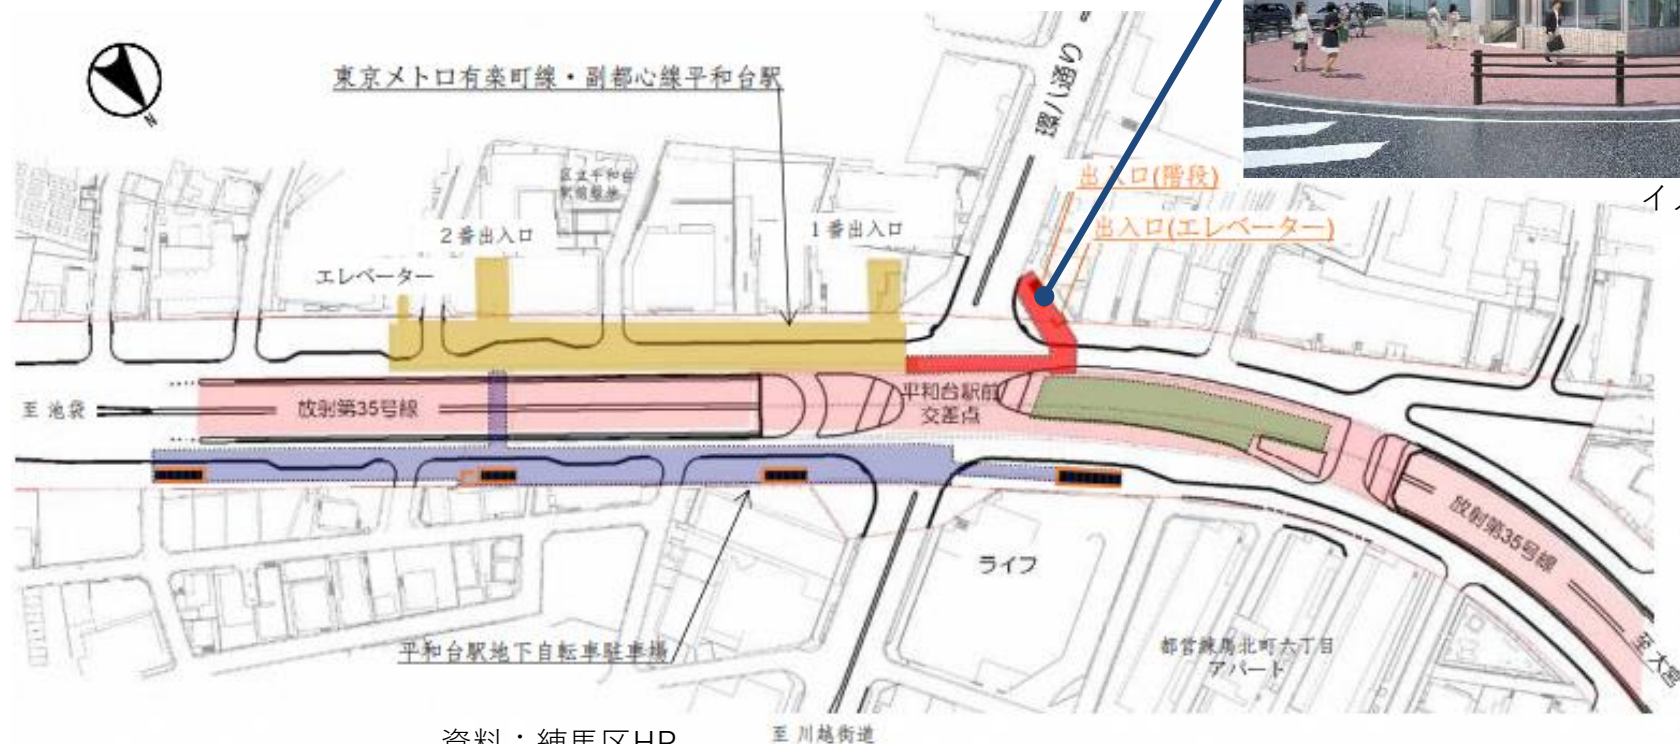 N
東京メトロ有楽町線・副都心線平和台駅
環八通り
出入口(階段)
イメ
出入口(エレベーター)
2番出入口
1番出入口
エレベーター
至 池袋
放射第35号線
平和台駅前
交差点
放射第35号線
ライフ
至 大宮
平和台駅地下自転車駐車場
都営練馬北町六丁目
アパート
資料：練馬区HP
至 川越街道